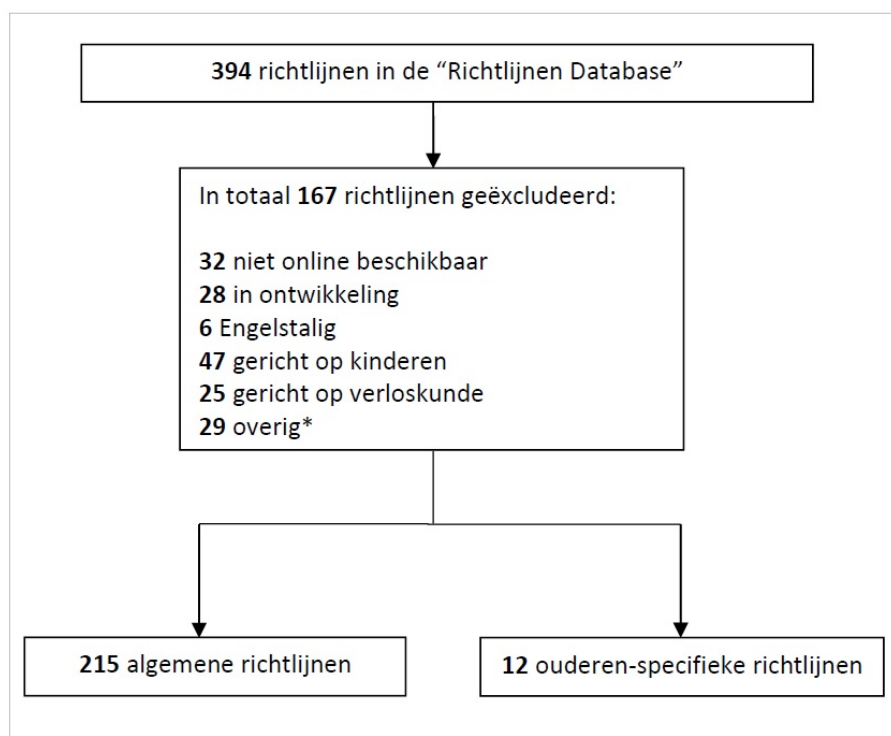 394 richtlijnen in de “Richtlijnen Database”
In totaal 167 richtlijnen geëxcludeerd:
32 niet online beschikbaar
28 in ontwikkeling
6 Engelstalig
47 gericht op kinderen
25 gericht op verloskunde
29 overig*
215 algemene richtlijnen
12 ouderen-specifieke richtlijnen